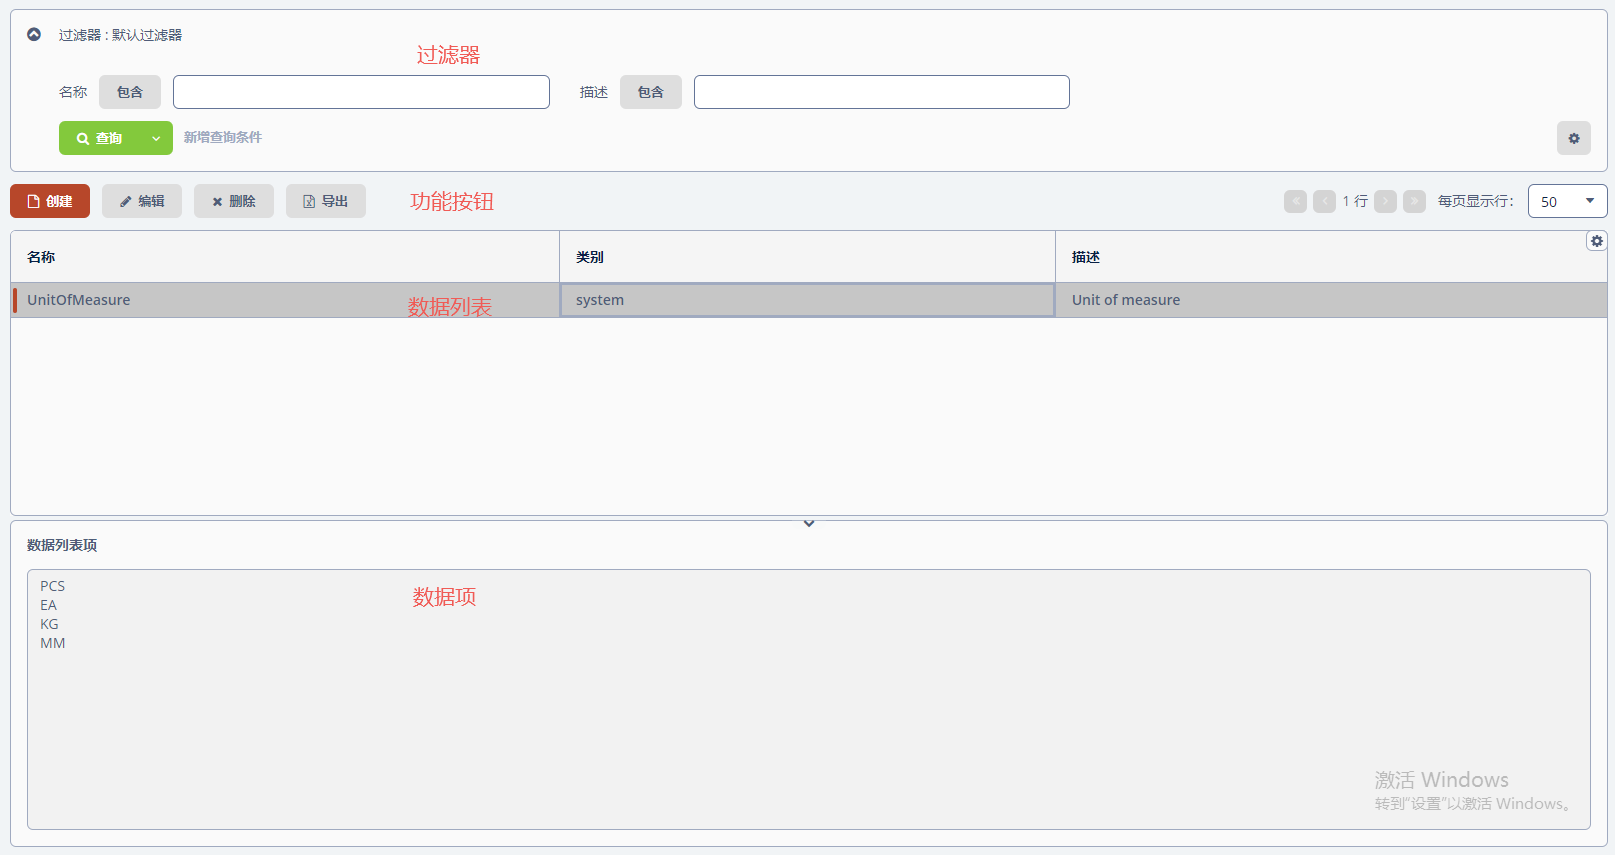 过滤器 : 默认过滤器
过滤器
名称 包含 描述 包含
查询 新增查询条件
创建 编辑 删除 导出 功能按钮 1 行 每页显示行： 50
名称 类别 描述
UnitOfMeasure 数据列表 system Unit of measure
数据列表项
PCS
EA
KG
MM
数据项
激活 Windows
转到"设置"以激活 Windows。